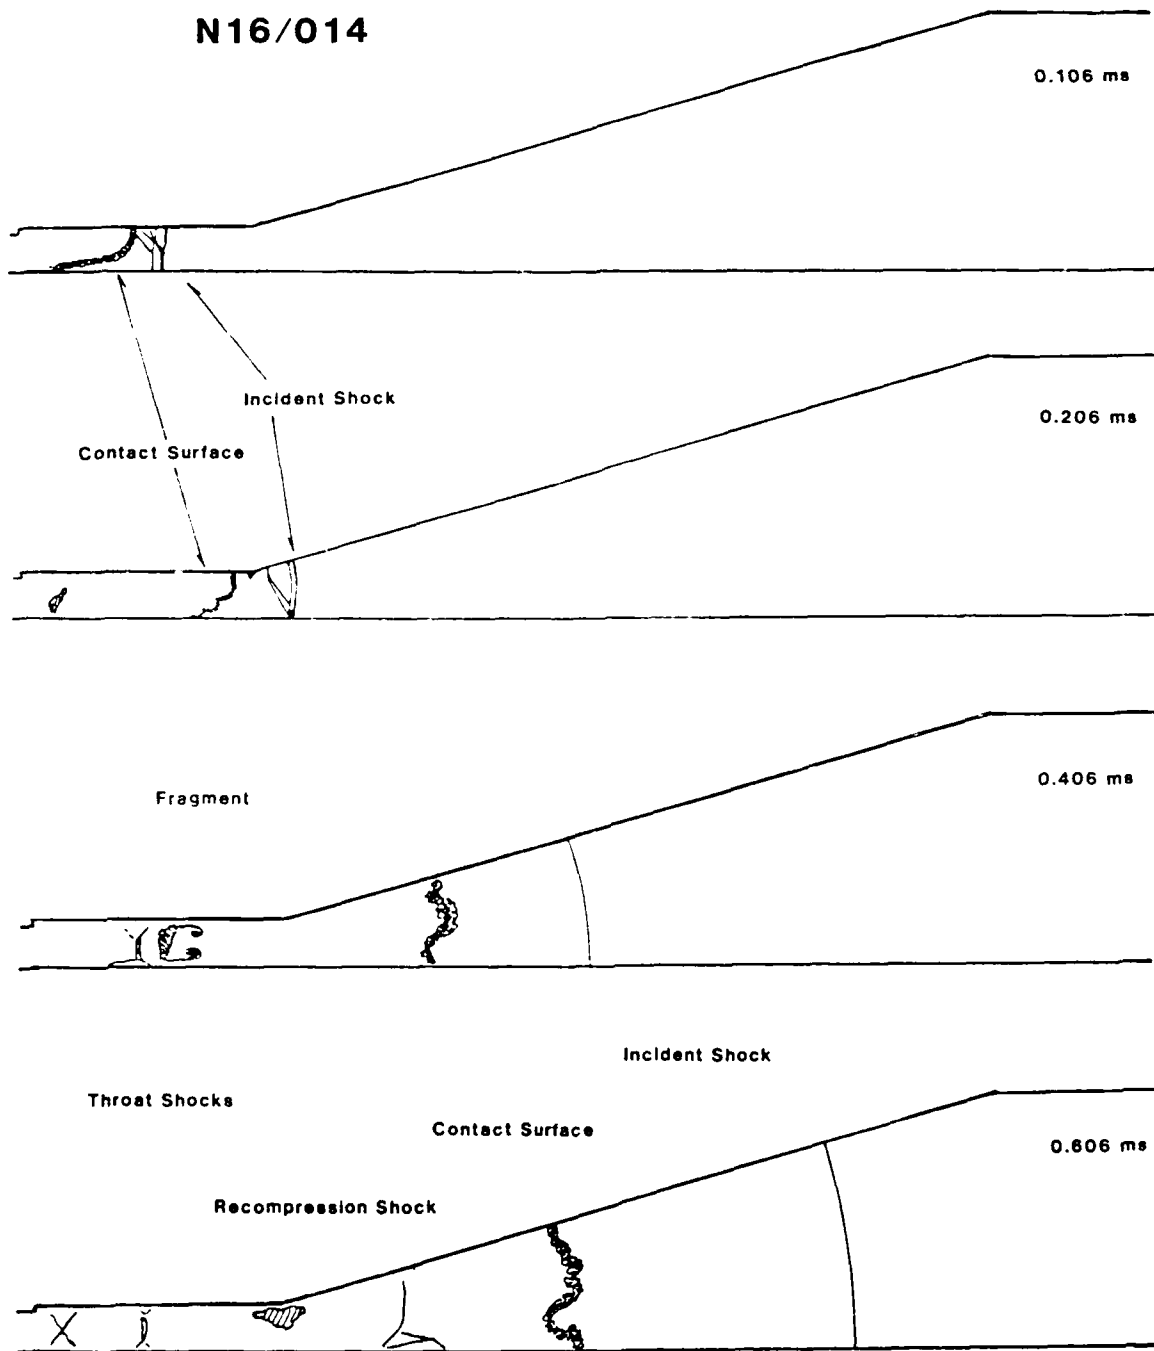 N16/014
0.106 ms
Incident Shock
0.206 ms
Contact Surface
Fragment
0.406 ms
Incident Shock
Throat Shocks
Contact Surface
0.606 ms
Recompression Shock